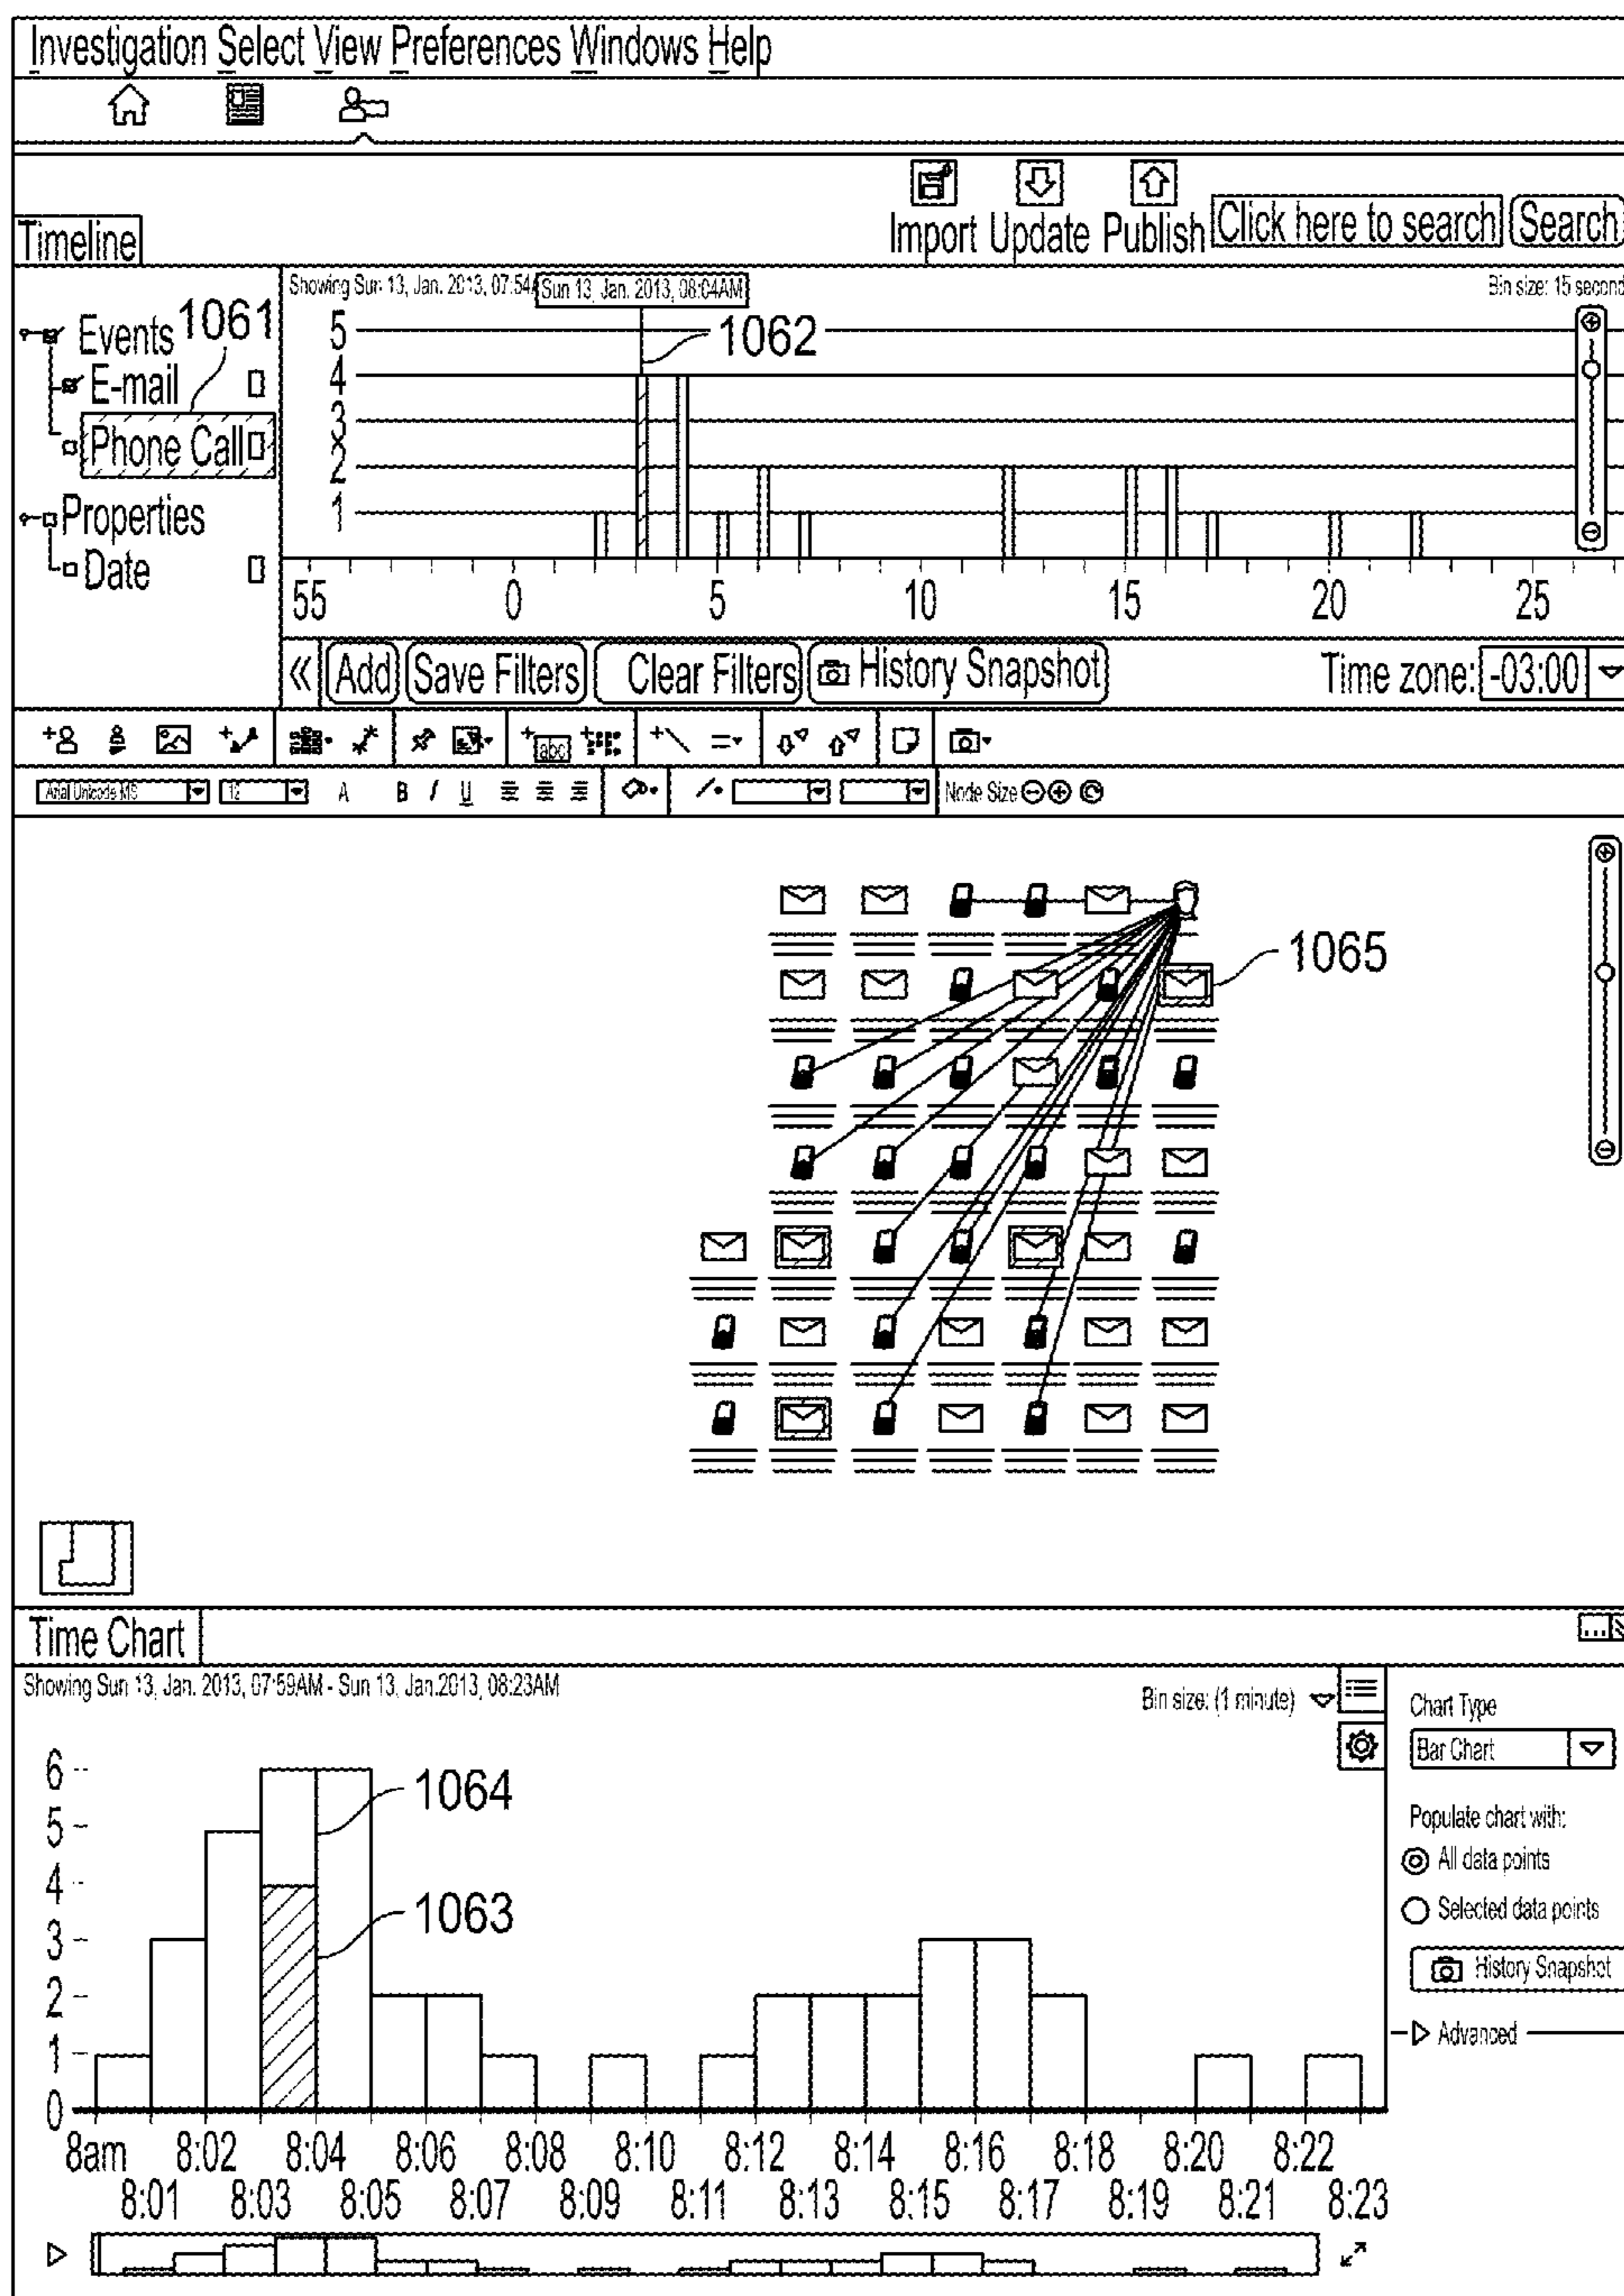 Investigation Select View Preferences Windows Help
Import Update Publish Click here to search Search
Timeline
Showing Sun 13, Jan. 2013, 07:54 Sun 13, Jan. 2013, 08:04AM Bin size: 15 second
Events 1061
E-mail
Phone Call
Properties
Date
5
4
3
2
1
1062
55 0 5 10 15 20 25
« Add Save Filters Clear Filters History Snapshot Time zone: -03:00
abc
Arial Unicode MS 12 A B I U Node Size
1065
Time Chart
Showing Sun 13, Jan. 2013, 07:59AM - Sun 13, Jan.2013, 08:23AM Bin size: (1 minute)
Chart Type
Bar Chart
Populate chart with:
All data points
Selected data points
History Snapshot
Advanced
6
5
4
3
2
1
0
1064
1063
8am 8:02 8:04 8:06 8:08 8:10 8:12 8:14 8:16 8:18 8:20 8:22
8:01 8:03 8:05 8:07 8:09 8:11 8:13 8:15 8:17 8:19 8:21 8:23